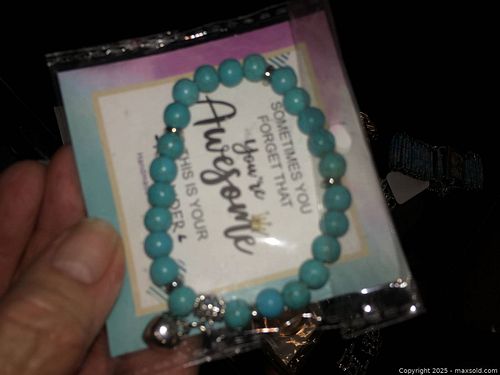 SOMETIMES YOU
FORGET THAT
You're
Awesome
THIS IS YOUR
Copyright 2025 - maxsold.com